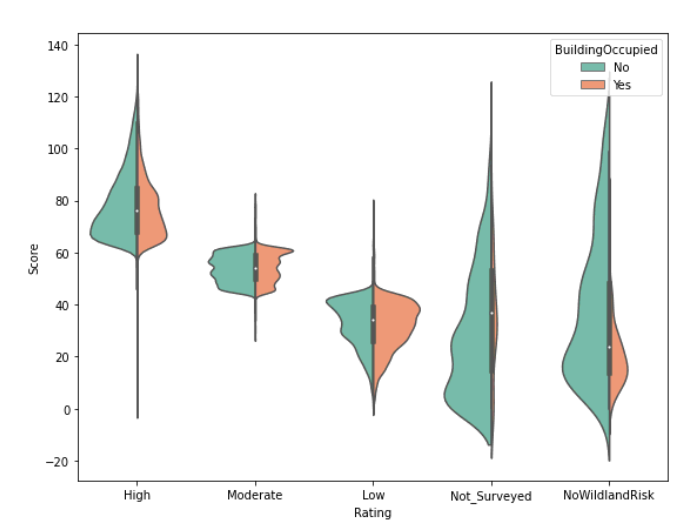 BuildingOccupied
No
Yes
140
120
100
80
60
40
20
0
−20
Score
High
Moderate
Low
Not_Surveyed
NoWildlandRisk
Rating